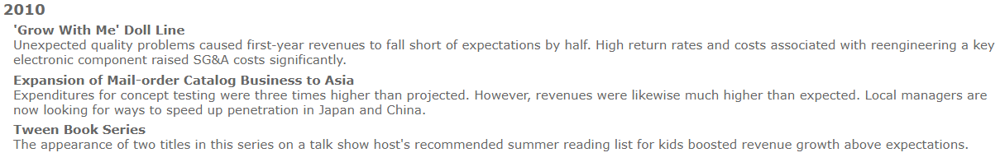 2010
'Grow With Me' Doll Line
Unexpected quality problems caused first-year revenues to fall short of expectations by half. High return rates and costs associated with reengineering a key
electronic component raised SG&A costs significantly.
Expansion of Mail-order Catalog Business to Asia
Expenditures for concept testing were three times higher than projected. However, revenues were likewise much higher than expected. Local managers are
now looking for ways to speed up penetration in Japan and China.
Tween Book Series
The appearance of two titles in this series on a talk show host's recommended summer reading list for kids boosted revenue growth above expectations.